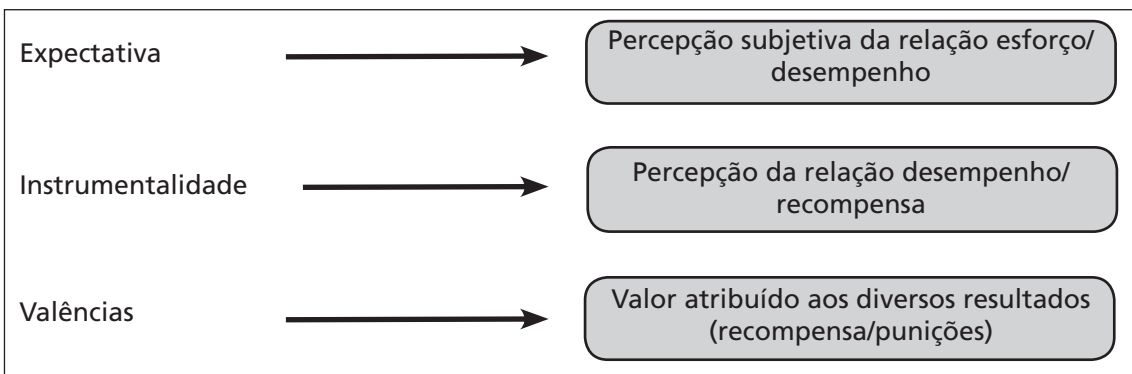 Expectativa
Percepção subjetiva da relação esforço/
desempenho
Instrumentalidade
Percepção da relação desempenho/
recompensa
Valências
Valor atribuído aos diversos resultados
(recompensa/punições)